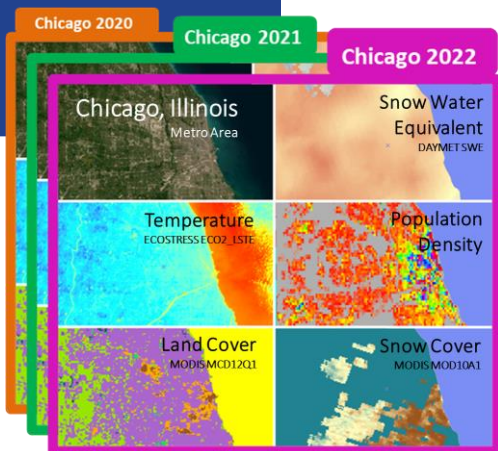 Chicago 2020
Chicago 2021
Chicago 2022
Chicago, Illinois
Metro Area
Snow Water
Equivalent
DAYMET SWE
Temperature
ECOSTRESS ECO2_LSTE
Population
Density
Land Cover
MODIS MCD12Q1
Snow Cover
MODIS MOD10A1